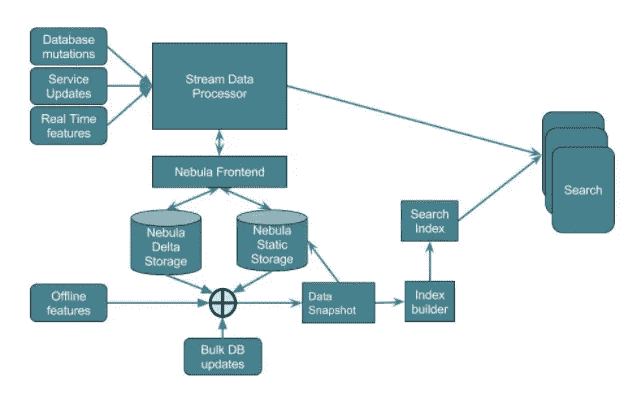 Database
mutations
Service
Updates
Real Time
features
Stream Data
Processor
Nebula Frontend
Nebula
Delta
Storage
Nebula
Static
Storage
Search
Search
Index
Offline
features
Data
Snapshot
Index
builder
Bulk DB
updates